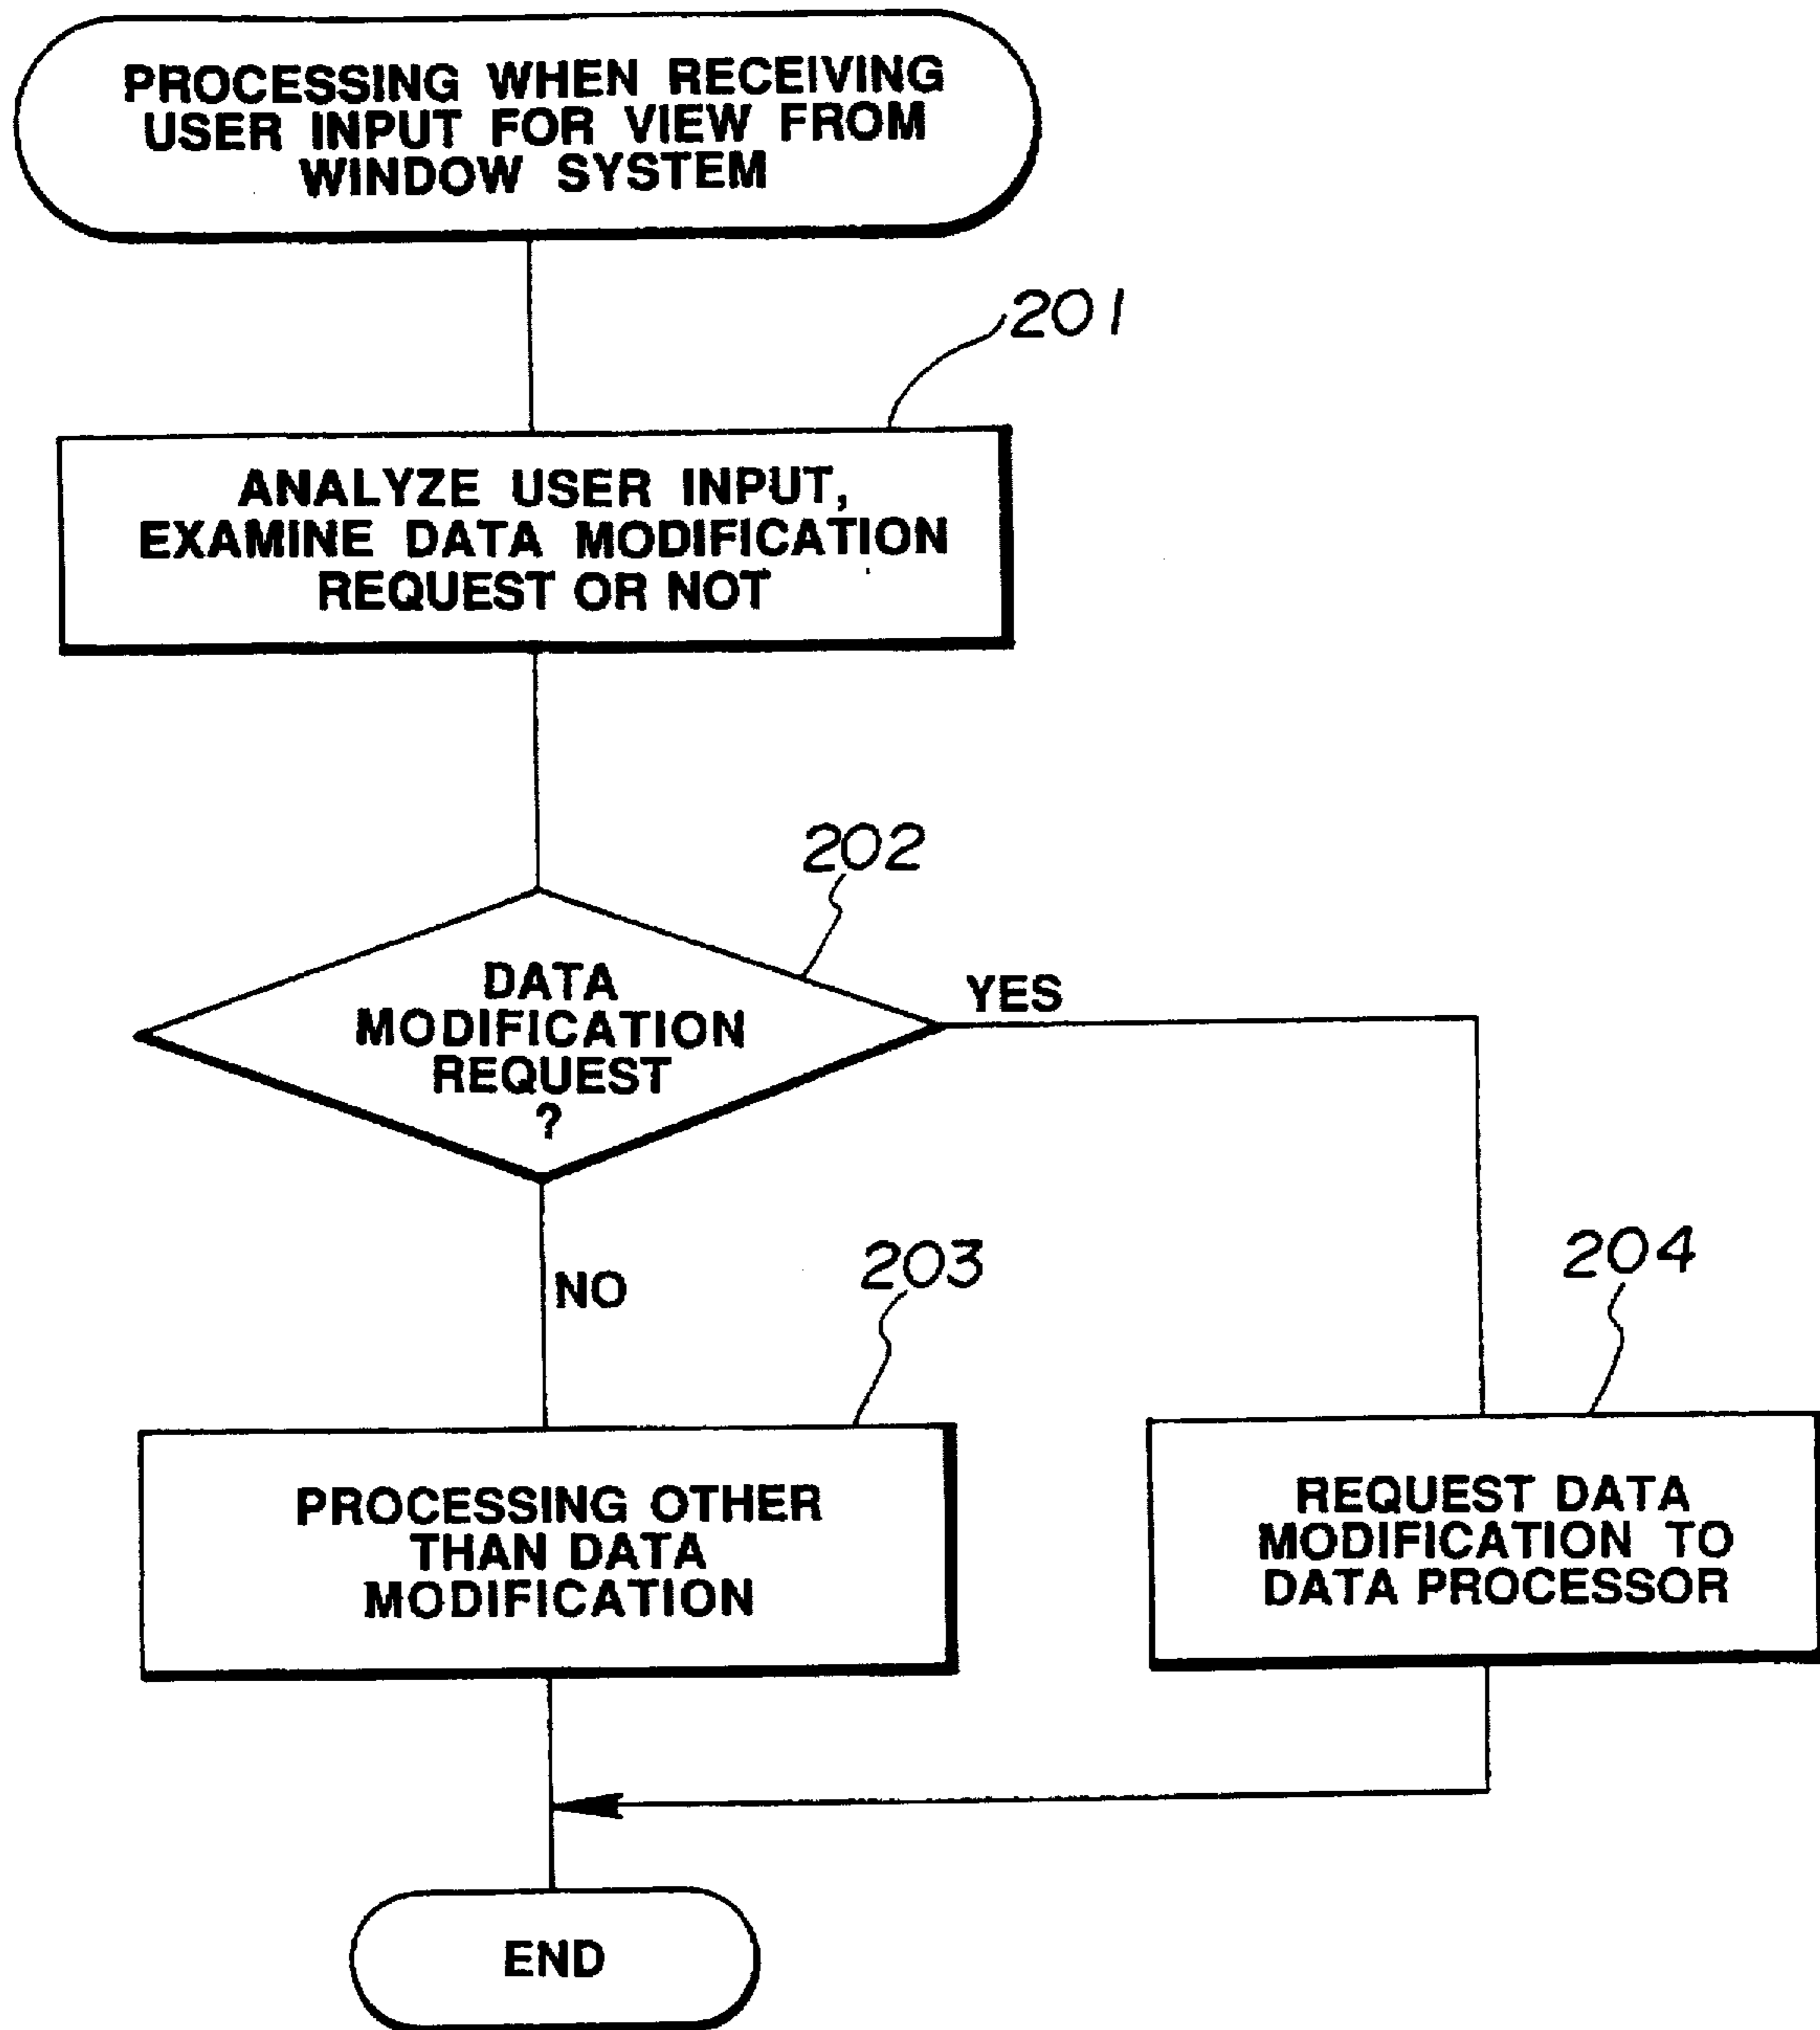 PROCESSING WHEN RECEIVING
USER INPUT FOR VIEW FROM
WINDOW SYSTEM
201
ANALYZE USER INPUT,
EXAMINE DATA MODIFICATION
REQUEST OR NOT
202
DATA
MODIFICATION
REQUEST
?
YES
NO
203
204
PROCESSING OTHER
THAN DATA
MODIFICATION
REQUEST DATA
MODIFICATION TO
DATA PROCESSOR
END